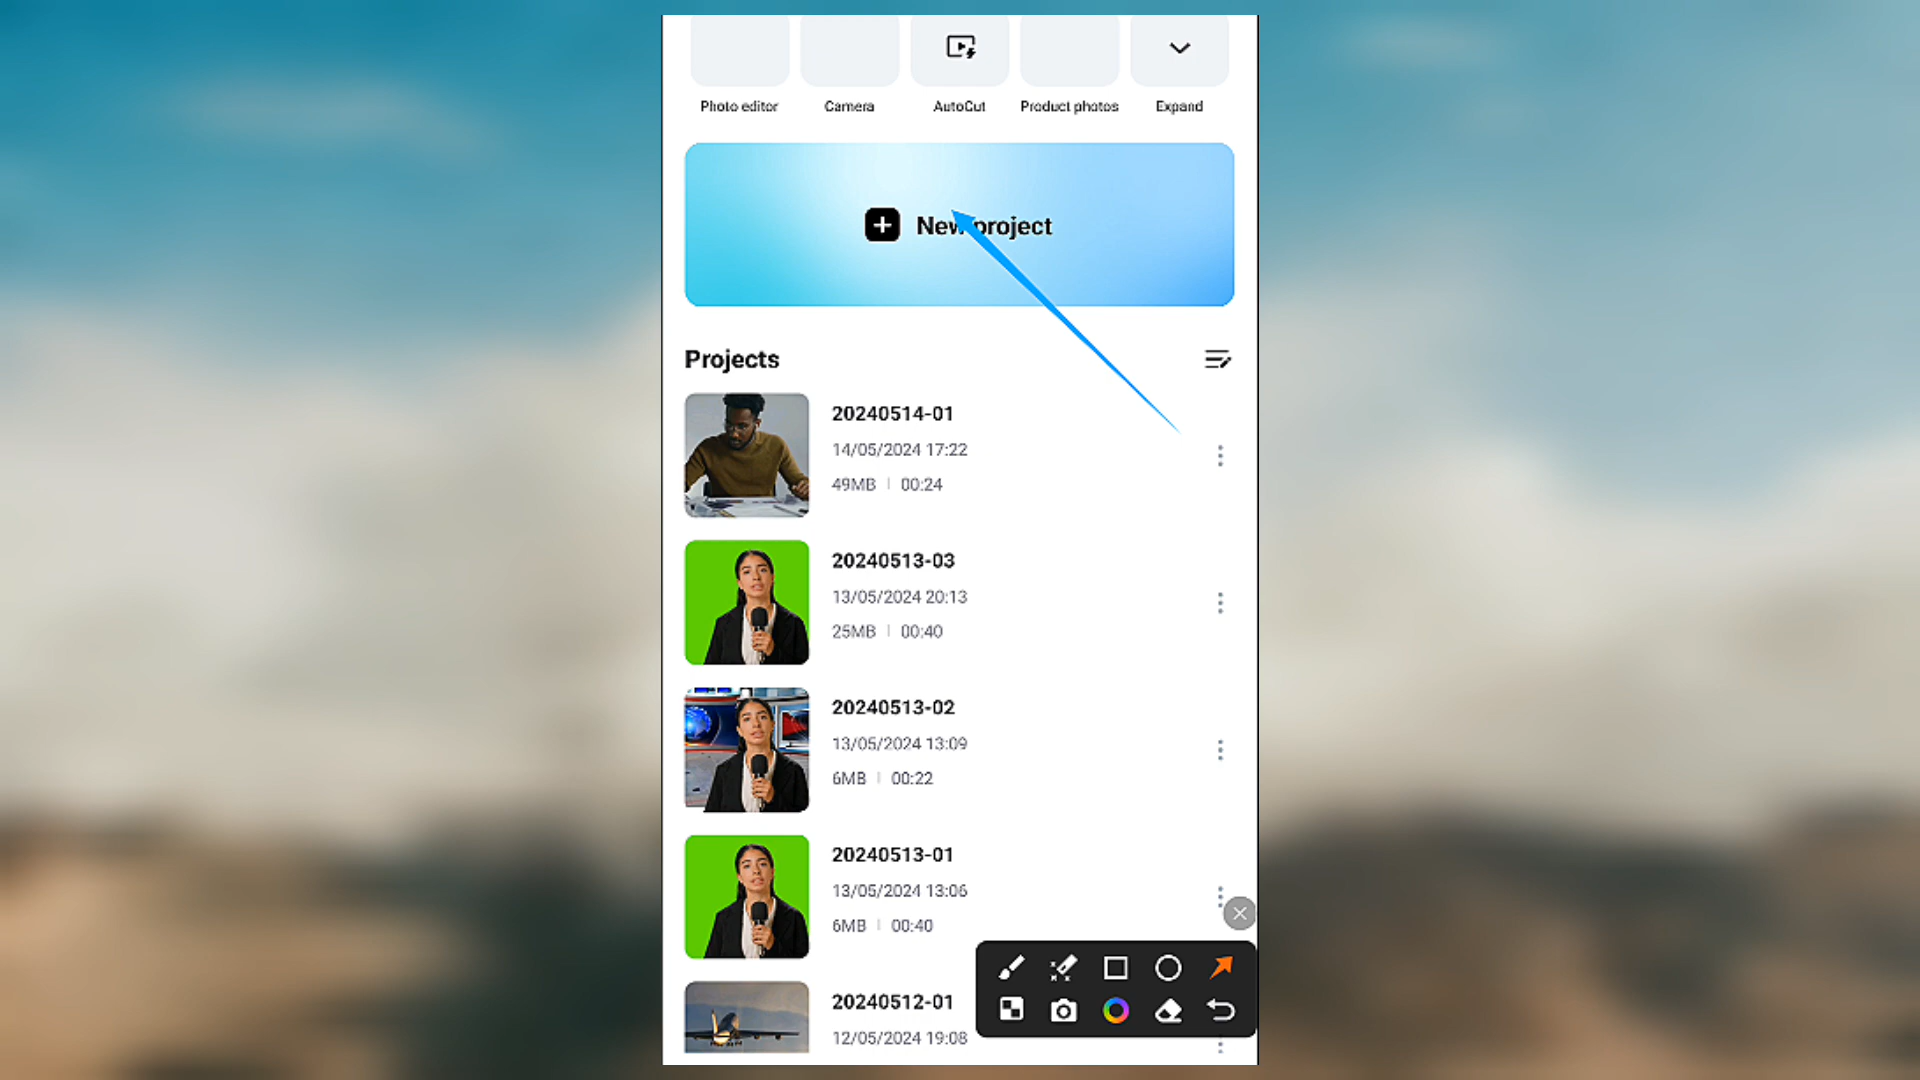 Photo editor
Camera
AutoCut
Product photos
Expand
New project
Projects
20240514-01
14/05/2024 17:22
49MB | 00:24
20240513-03
13/05/2024 20:13
25MB | 00:40
20240513-02
13/05/2024 13:09
6MB | 00:22
20240513-01
13/05/2024 13:06
6MB | 00:40
20240512-01
12/05/2024 19:08